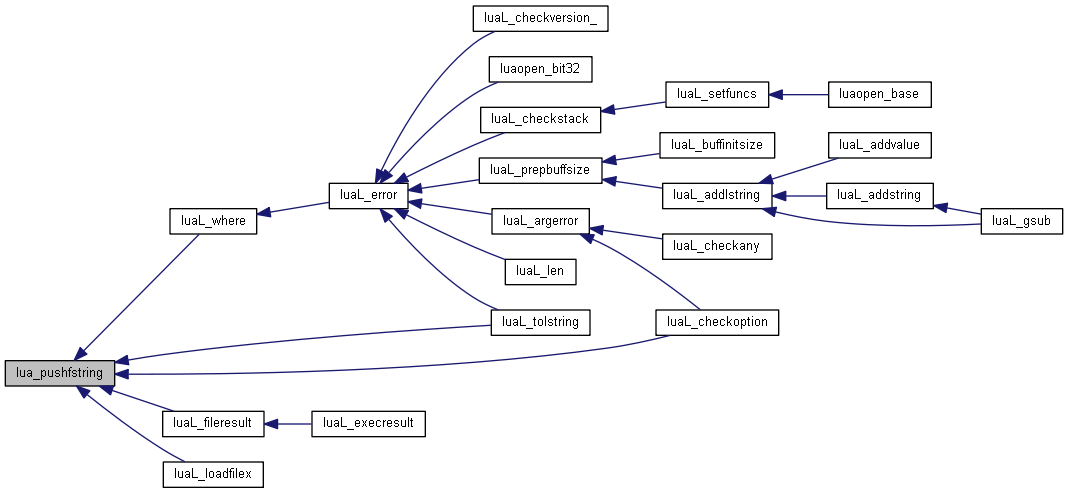 luaL_checkversion_
luaopen_bit32
luaL_setfuncs
luaopen_base
luaL_checkstack
luaL_buffinitsize
luaL_addvalue
luaL_prepbuffsize
luaL_error
luaL_addlstring
luaL_addstring
luaL_where
luaL_argerror
luaL_gsub
luaL_checkany
luaL_len
luaL_tolstring
luaL_checkoption
lua_pushfstring
luaL_fileresult
luaL_execresult
luaL_loadfilex